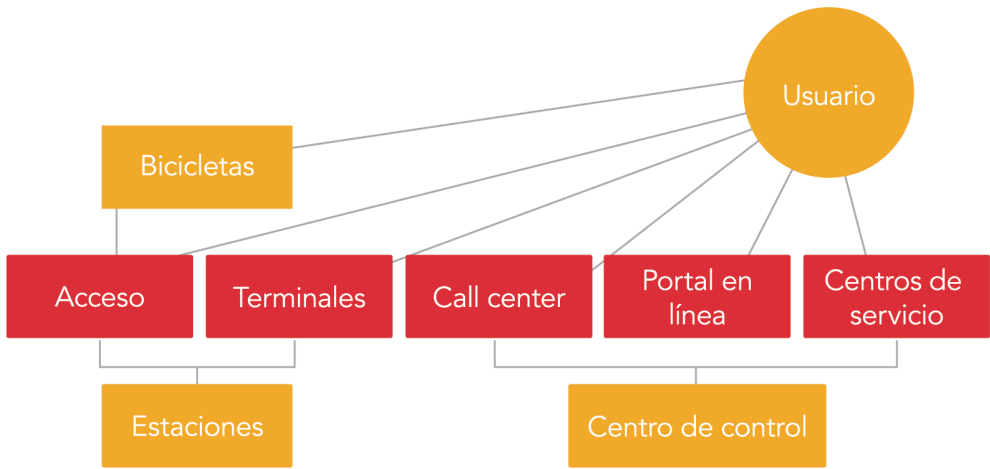 Usuario
Bicicletas
Acceso
Terminales
Call center
Portal en
línea
Centros de
servicio
Estaciones
Centro de control